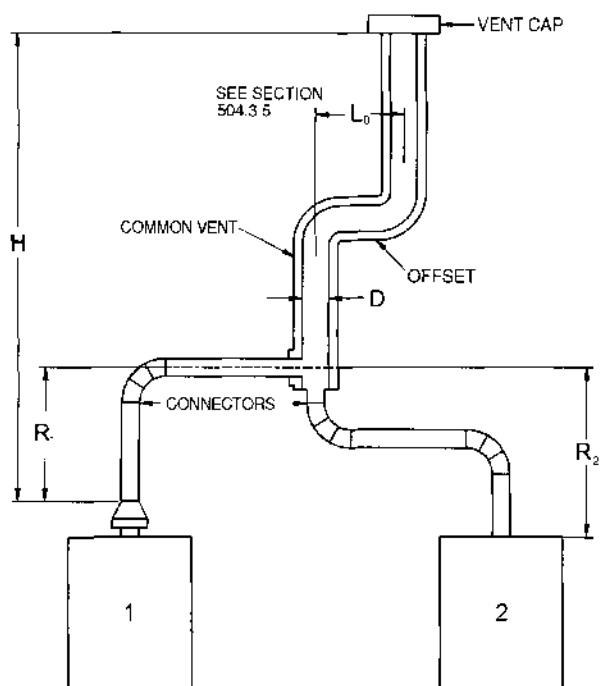 VENT CAP
SEE SECTION
504.3.5
L₀
COMMON VENT
H
OFFSET
D
CONNECTORS
R
R₂
1
2